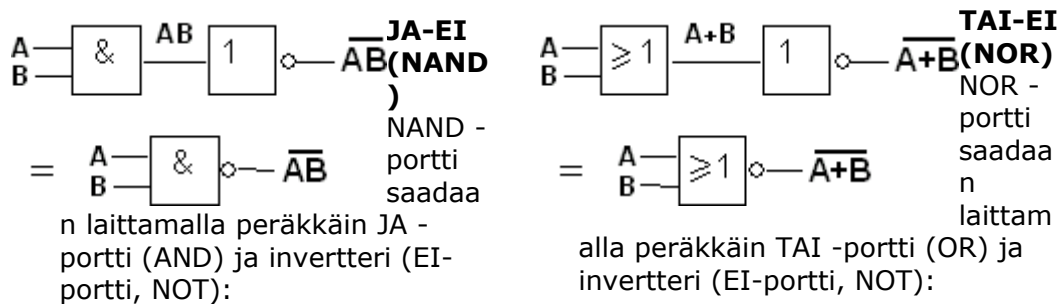 A
B
&
AB
1
A̅B̅
JA-EI
(NAND
)
NAND -
portti
saadaa
=
A
B
&
A̅B̅
n laittamalla peräkkäin JA -
portti (AND) ja invertteri (EI-
portti, NOT):
A
B
≥1
A+B
1
A̅+̅B̅
TAI-EI
(NOR)
NOR -
portti
saadaa
n
laittam
=
A
B
≥1
A̅+̅B̅
alla peräkkäin TAI -portti (OR) ja
invertteri (EI-portti, NOT):